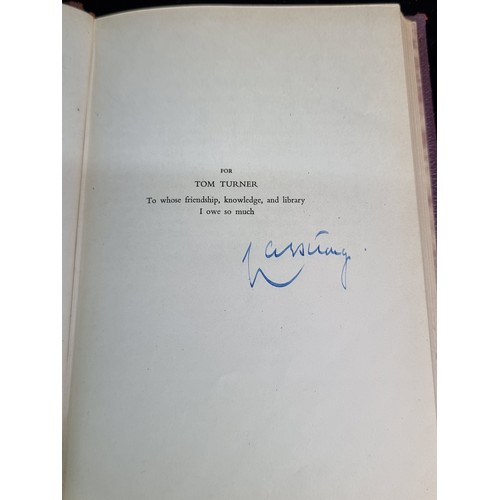 FOR
TOM TURNER
To whose friendship, knowledge, and library
I owe so much